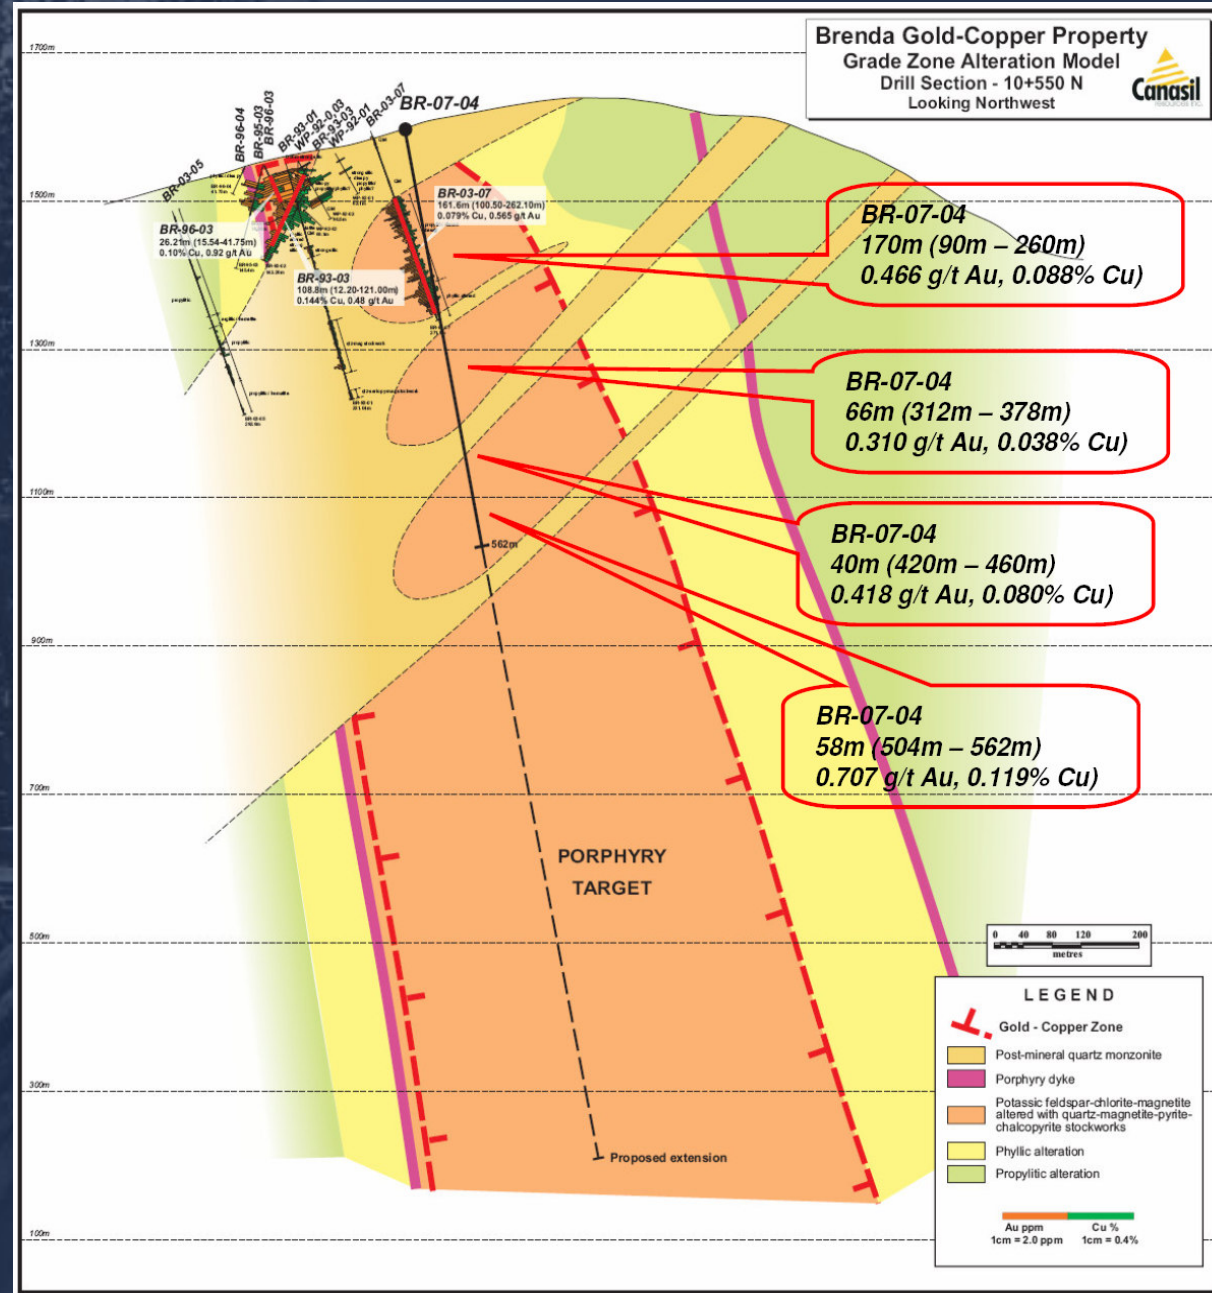 Brenda Gold-Copper Property
Grade Zone Alteration Model
Drill Section - 10+550 N
Looking Northwest
Canasil
RESOURCES INC.
1700m
1500m
1300m
1100m
900m
700m
500m
300m
100m
BR-03-05
BR-96-04
BR-95-03
BR-96-03
BR-93-01
WP-92-0,03
BR-93-03
WP-92-01
BR-03-07
BR-07-04
BR-96-03
26.21m (15.54-41.75m)
0.10% Cu, 0.92 g/t Au
BR-93-03
108.8m (12.20-121.00m)
0.144% Cu, 0.48 g/t Au
BR-03-07
161.6m (100.50-262.10m)
0.079% Cu, 0.565 g/t Au
BR-07-04
170m (90m – 260m)
0.466 g/t Au, 0.088% Cu)
BR-07-04
66m (312m – 378m)
0.310 g/t Au, 0.038% Cu)
BR-07-04
40m (420m – 460m)
0.418 g/t Au, 0.080% Cu)
BR-07-04
58m (504m – 562m)
0.707 g/t Au, 0.119% Cu)
562m
PORPHYRY
TARGET
Proposed extension
0 40 80 120 200
metres
LEGEND
Gold - Copper Zone
Post-mineral quartz monzonite
Porphyry dyke
Potassic feldspar-chlorite-magnetite
altered with quartz-magnetite-pyrite-
chalcopyrite stockworks
Phyllic alteration
Propylitic alteration
Au ppm
1cm = 2.0 ppm
Cu %
1cm = 0.4%